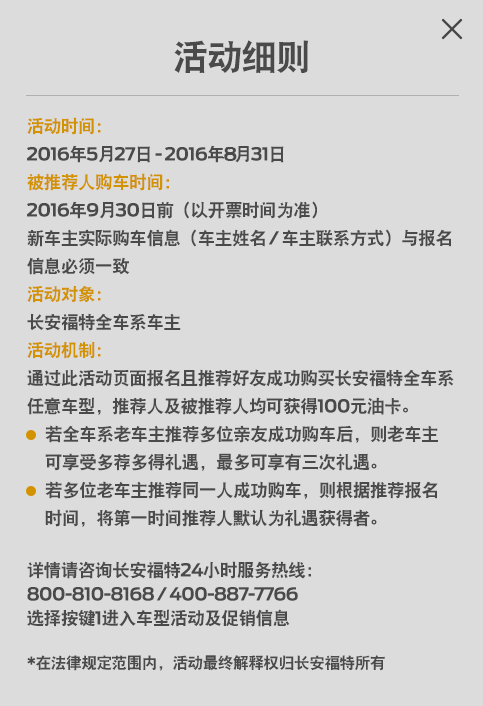 活动细则
活动时间：
2016年5月27日-2016年8月31日
被推荐人购车时间：
2016年9月30日前（以开票时间为准）
新车主实际购车信息（车主姓名/车主联系方式）与报名
信息必须一致
活动对象：
长安福特全车系车主
活动机制：
通过此活动页面报名且推荐好友成功购买长安福特全车系
任意车型，推荐人及被推荐人均可获得100元油卡。
若全车系老车主推荐多位亲友成功购车后，则老车主
可享受多荐多得礼遇，最多可享有三次礼遇。
若多位老车主推荐同一人成功购车，则根据推荐报名
时间，将第一时间推荐人默认为礼遇获得者。
详情请咨询长安福特24小时服务热线：
800-810-8168/400-887-7766
选择按键1进入车型活动及促销信息
*在法律规定范围内，活动最终解释权归长安福特所有